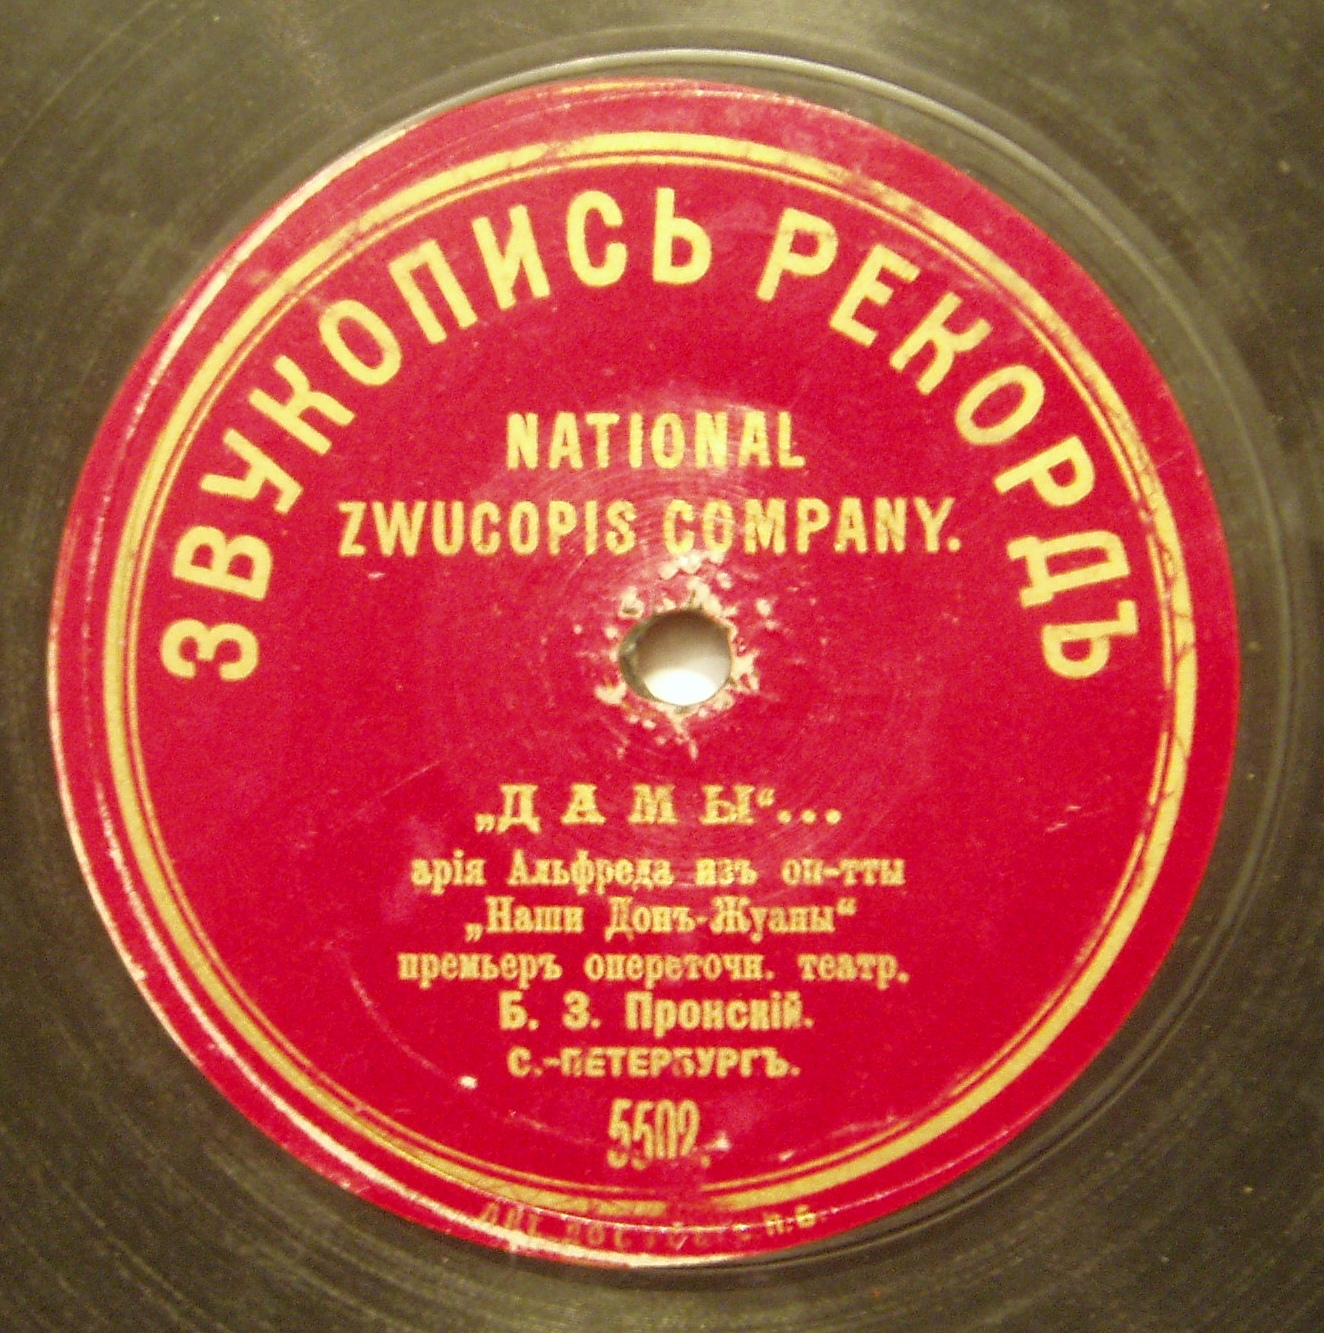 ЗВУКОПИСЬ РЕКОРДЪ
NATIONAL
ZWUCOPIS COMPANY.
„ДАМЫ“...
арія Альфреда изъ оп-тты
„Наши Донъ-Жуаны“
премьеръ опереточн. театр.
Б. З. Пронскій.
С.-ПЕТЕРБУРГЪ.
5502.